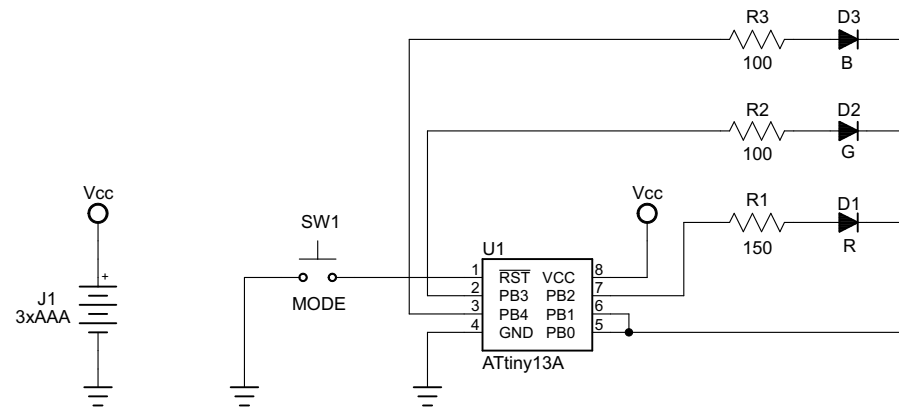 R3
100
D3
B
R2
100
D2
G
R1
150
D1
R
Vcc
+
J1
3xAAA
SW1
MODE
Vcc
U1
1 RST VCC 8
2 PB3 PB2 7
3 PB4 PB1 6
4 GND PB0 5
ATtiny13A